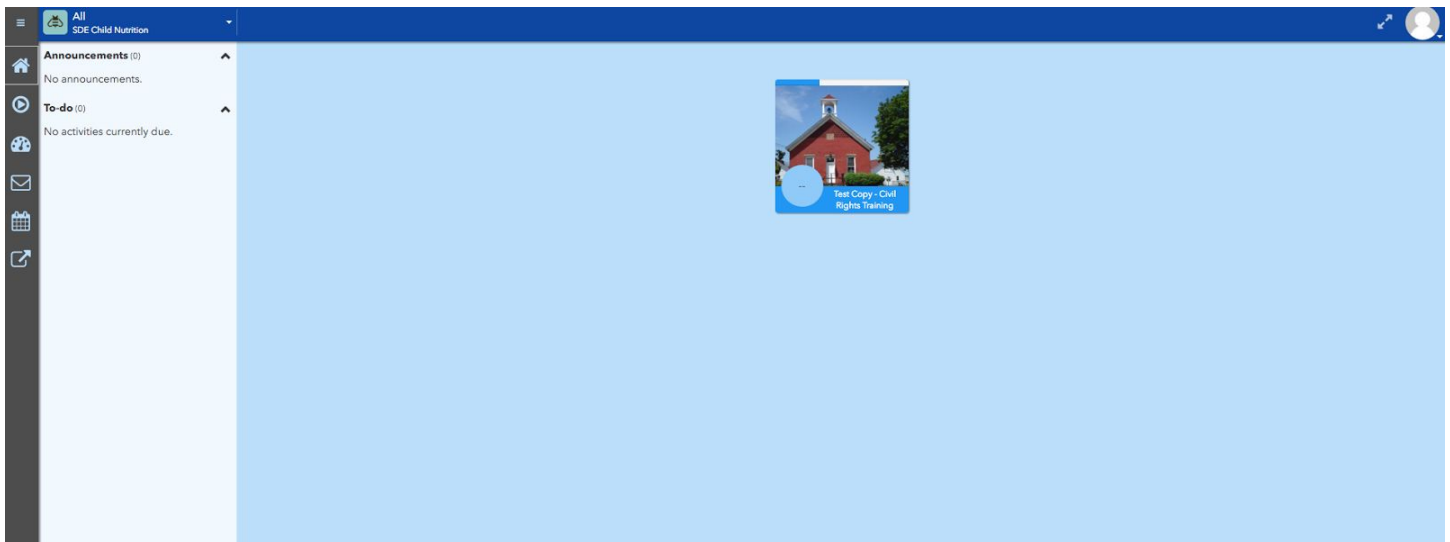 All
SDE Child Nutrition
Announcements (0)
No announcements.
To-do (0)
No activities currently due.
--
Test Copy - Civil
Rights Training